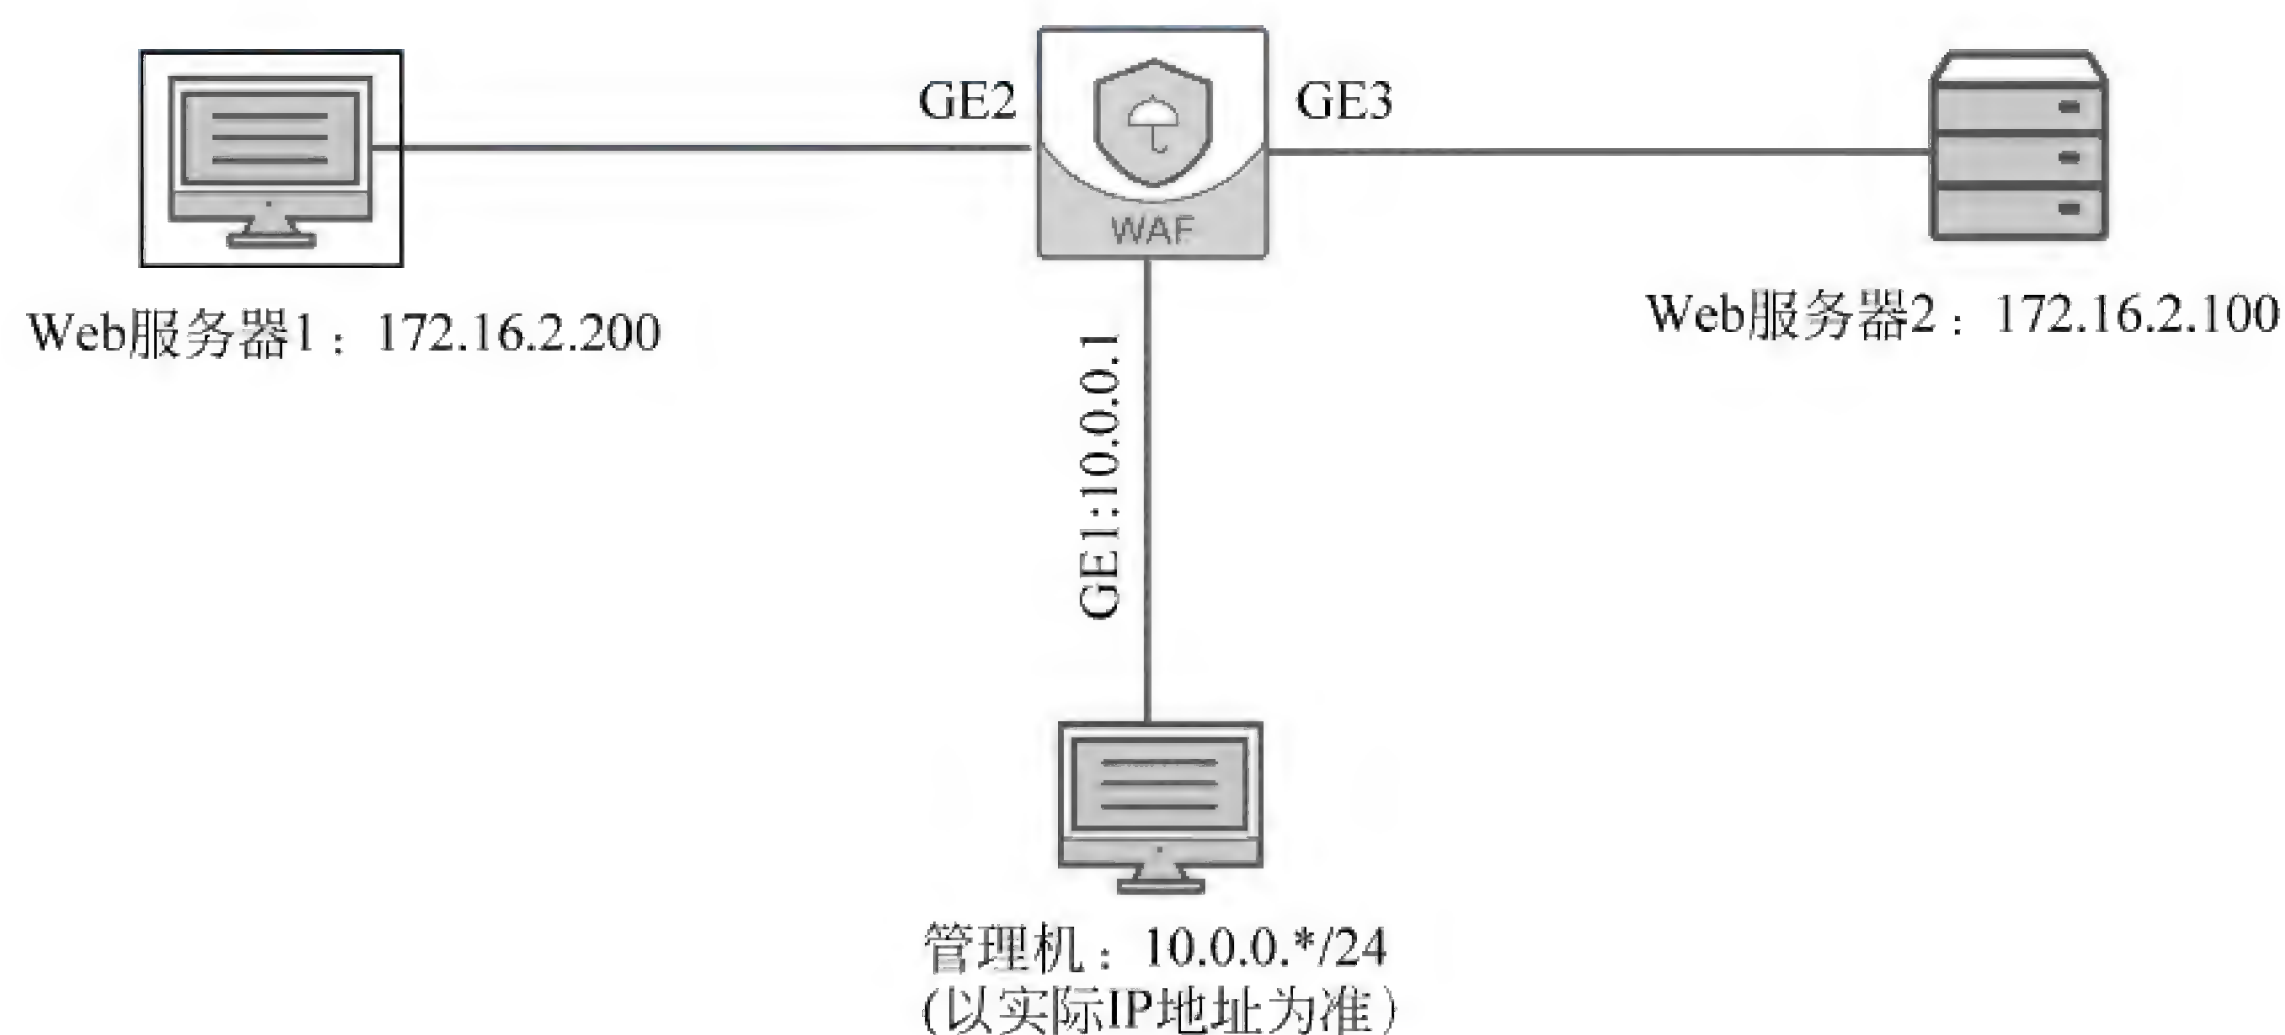 GE2
GE3
WAF
Web服务器1：172.16.2.200
Web服务器2：172.16.2.100
GE1:10.0.0.1
管理机：10.0.0.*/24
(以实际IP地址为准)